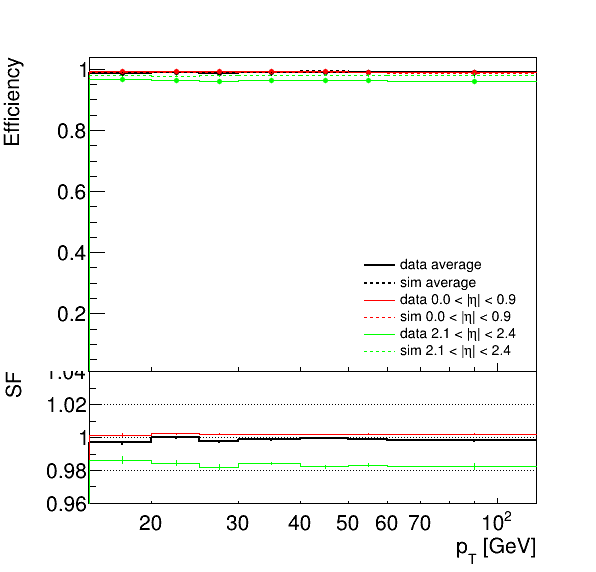 Efficiency
1
0.8
0.6
0.4
0.2
data average
sim average
data 0.0 < |η| < 0.9
sim 0.0 < |η| < 0.9
data 2.1 < |η| < 2.4
sim 2.1 < |η| < 2.4
SF
1.04
1.02
1
0.98
0.96
20 30 40 50 60 70 10²
p_T [GeV]